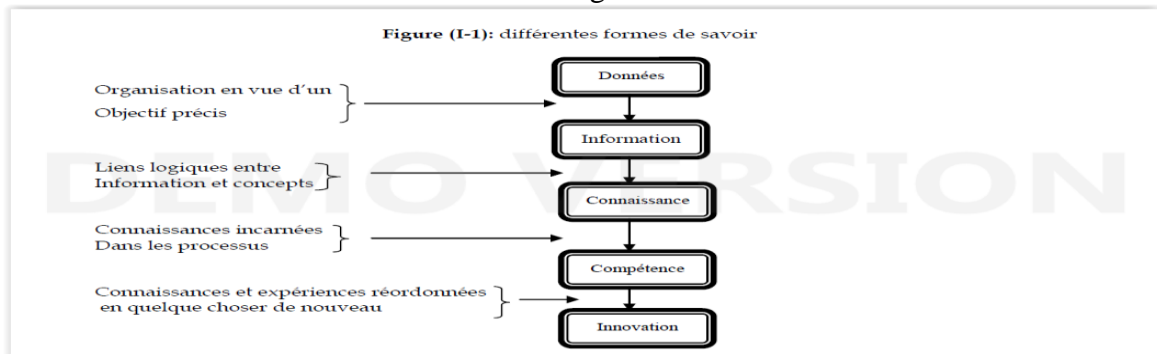 Figure (I-1): différentes formes de savoir
Données
Organisation en vue d'un
Objectif précis
Information
Liens logiques entre
Information et concepts
Connaissance
Connaissances incarnées
Dans les processus
Compétence
Connaissances et expériences réordonnées
en quelque choser de nouveau
Innovation
DEMO VERSION